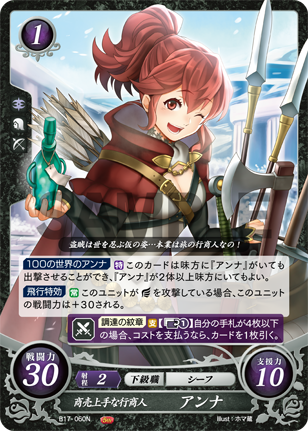 1
盗賊は世を忍ぶ仮の姿…本業は秋の行商人なの！
100の世界のアンナ 特 このカードは味方に『アンナ』がいても
出撃させることができ、『アンナ』が2体以上味方にいてもよい。
飛行特効 常 このユニットが を攻撃している場合、このユニット
の戦闘力は＋30される。
調達の紋章 支 【 1】自分の手札が4枚以下
の場合、コストを支払うなら、カードを1枚引く。
戦闘力 30
射程 2 下級職 シーフ
支援力 10
商売上手な行商人 アンナ
B17-060N Illust：ホマ蔵